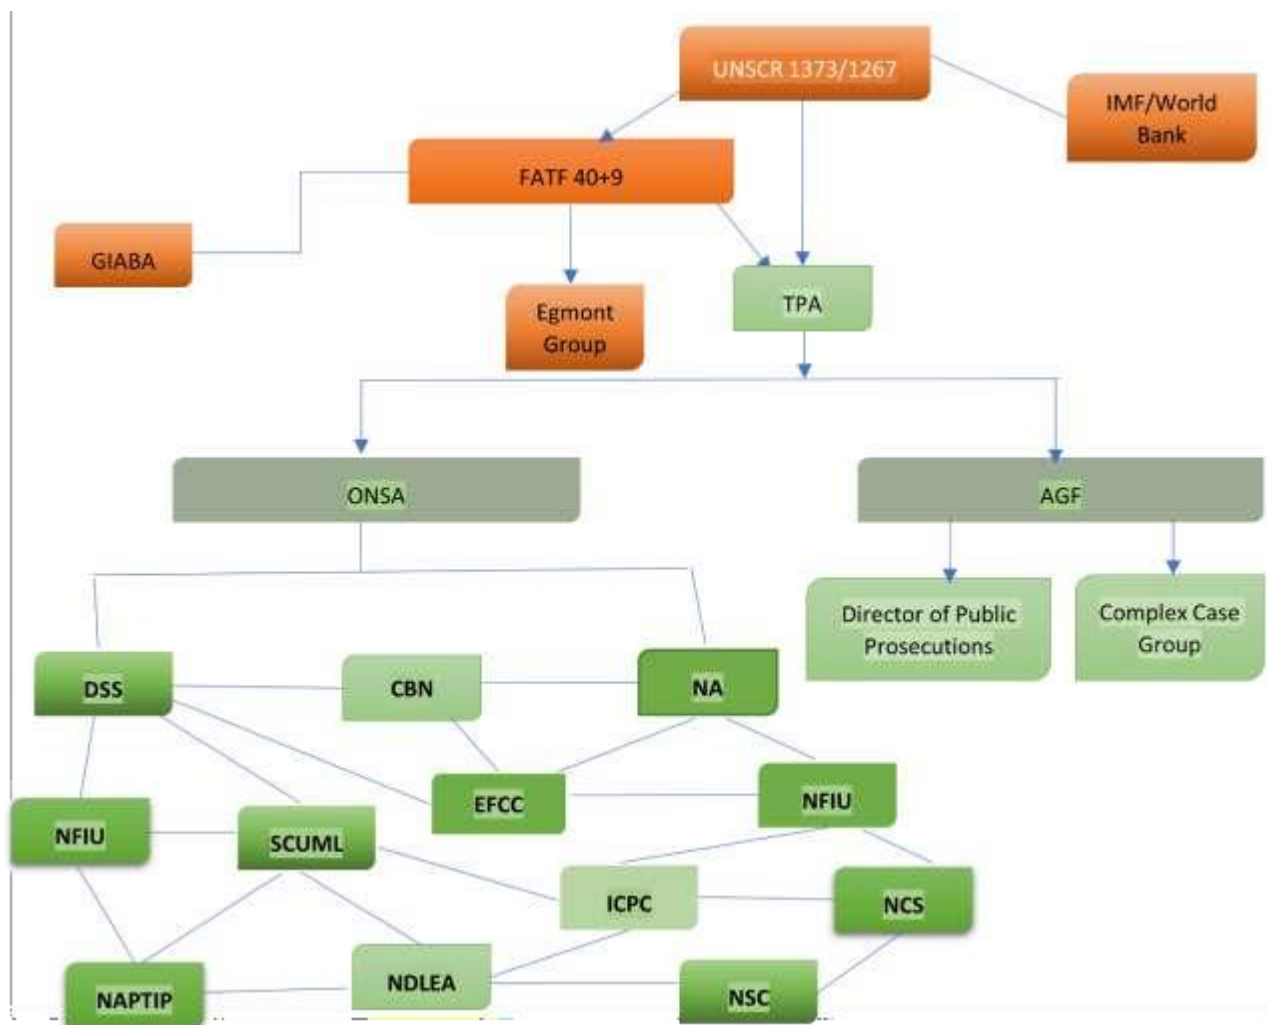 UNSCR 1373/1267
IMF/World
Bank
FATF 40+9
GIABA
Egmont
Group
TPA
ONSA
AGF
Director of Public
Prosecutions
Complex Case
Group
DSS
CBN
NA
EFCC
NFIU
NFIU
SCUML
ICPC
NCS
NAPTIP
NDLEA
NSC